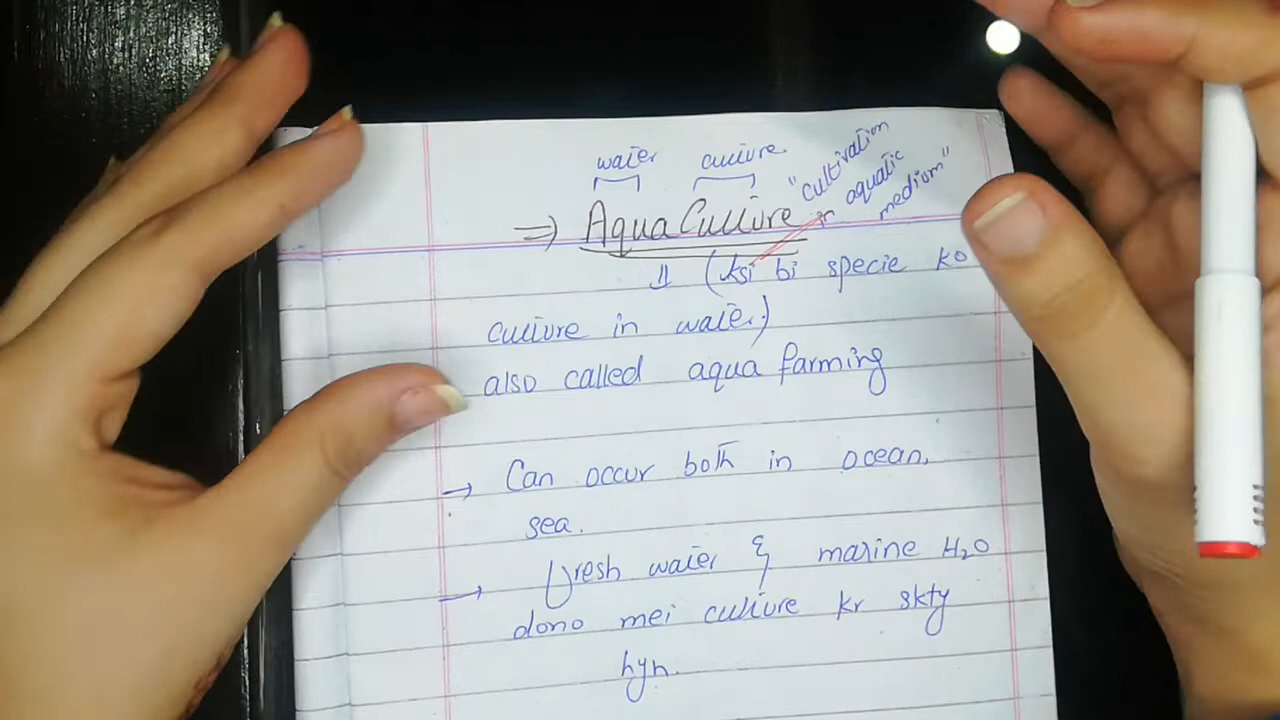 water culture
"cultivation
in aquatic
medium"
⇒ AquaCulture
⇓ (ksi bi specie ko
culture in water)
also called aqua farming
→ Can occur both in ocean,
sea.
→ fresh water & marine H2O
dono mei culture kr skty
hyn.